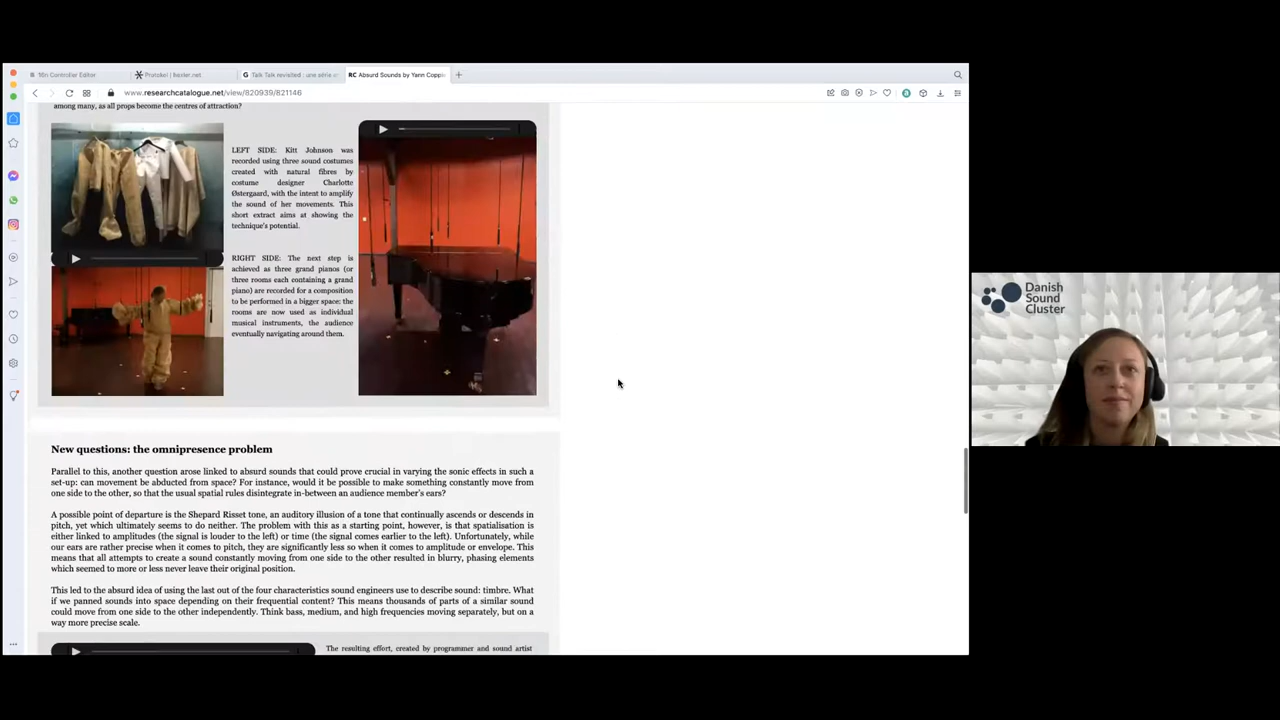 16n Controller Editor
Protokol | hexler.net
Talk Talk revisited : une série e
RC Absurd Sounds by Yann Coppie
www.researchcatalogue.net/view/820939/821146
among many, as all props become the centres of attraction?
LEFT SIDE: Kitt Johnson was
recorded using three sound costumes
created with natural fibres by
costume designer Charlotte
Østergaard, with the intent to amplify
the sound of her movements. This
short extract aims at showing the
technique's potential.
RIGHT SIDE: The next step is
achieved as three grand pianos (or
three rooms each containing a grand
piano) are recorded for a composition
to be performed in a bigger space: the
rooms are now used as individual
musical instruments, the audience
eventually navigating around them.
New questions: the omnipresence problem
Parallel to this, another question arose linked to absurd sounds that could prove crucial in varying the sonic effects in such a
set-up: can movement be abducted from space? For instance, would it be possible to make something constantly move from
one side to the other, so that the usual spatial rules disintegrate in-between an audience member's ears?
A possible point of departure is the Shepard Risset tone, an auditory illusion of a tone that continually ascends or descends in
pitch, yet which ultimately seems to do neither. The problem with this as a starting point, however, is that spatialisation is
either linked to amplitudes (the signal is louder to the left) or time (the signal comes earlier to the left). Unfortunately, while
our ears are rather precise when it comes to pitch, they are significantly less so when it comes to amplitude or envelope. This
means that all attempts to create a sound constantly moving from one side to the other resulted in blurry, phasing elements
which seemed to more or less never leave their original position.
This led to the absurd idea of using the last out of the four characteristics sound engineers use to describe sound: timbre. What
if we panned sounds into space depending on their frequential content? This means thousands of parts of a similar sound
could move from one side to the other independently. Think bass, medium, and high frequencies moving separately, but on a
way more precise scale.
The resulting effort, created by programmer and sound artist
Danish
Sound
Cluster